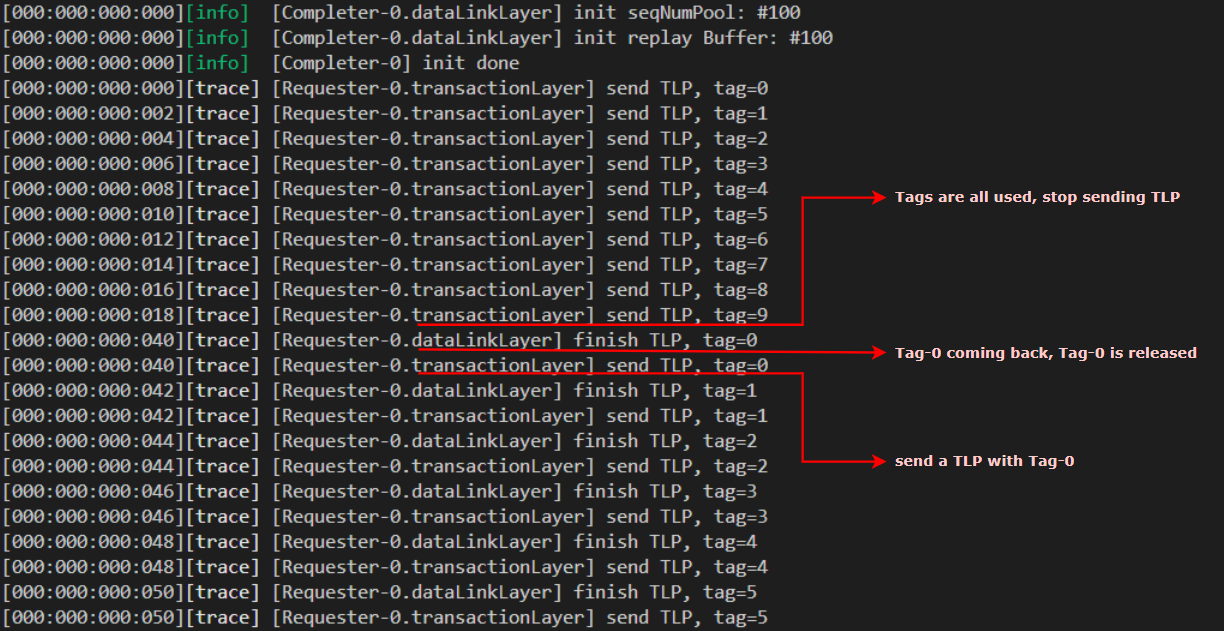 [000:000:000:000][info]  [Completer-0.dataLinkLayer] init seqNumPool: #100
[000:000:000:000][info]  [Completer-0.dataLinkLayer] init replay Buffer: #100
[000:000:000:000][info]  [Completer-0] init done
[000:000:000:000][trace] [Requester-0.transactionLayer] send TLP, tag=0
[000:000:000:002][trace] [Requester-0.transactionLayer] send TLP, tag=1
[000:000:000:004][trace] [Requester-0.transactionLayer] send TLP, tag=2
[000:000:000:006][trace] [Requester-0.transactionLayer] send TLP, tag=3
[000:000:000:008][trace] [Requester-0.transactionLayer] send TLP, tag=4
Tags are all used, stop sending TLP
[000:000:000:010][trace] [Requester-0.transactionLayer] send TLP, tag=5
[000:000:000:012][trace] [Requester-0.transactionLayer] send TLP, tag=6
[000:000:000:014][trace] [Requester-0.transactionLayer] send TLP, tag=7
[000:000:000:016][trace] [Requester-0.transactionLayer] send TLP, tag=8
[000:000:000:018][trace] [Requester-0.transactionLayer] send TLP, tag=9
[000:000:000:040][trace] [Requester-0.dataLinkLayer] finish TLP, tag=0
Tag-0 coming back, Tag-0 is released
[000:000:000:040][trace] [Requester-0.transactionLayer] send TLP, tag=0
[000:000:000:042][trace] [Requester-0.dataLinkLayer] finish TLP, tag=1
[000:000:000:042][trace] [Requester-0.transactionLayer] send TLP, tag=1
[000:000:000:044][trace] [Requester-0.dataLinkLayer] finish TLP, tag=2
send a TLP with Tag-0
[000:000:000:044][trace] [Requester-0.transactionLayer] send TLP, tag=2
[000:000:000:046][trace] [Requester-0.dataLinkLayer] finish TLP, tag=3
[000:000:000:046][trace] [Requester-0.transactionLayer] send TLP, tag=3
[000:000:000:048][trace] [Requester-0.dataLinkLayer] finish TLP, tag=4
[000:000:000:048][trace] [Requester-0.transactionLayer] send TLP, tag=4
[000:000:000:050][trace] [Requester-0.dataLinkLayer] finish TLP, tag=5
[000:000:000:050][trace] [Requester-0.transactionLayer] send TLP, tag=5